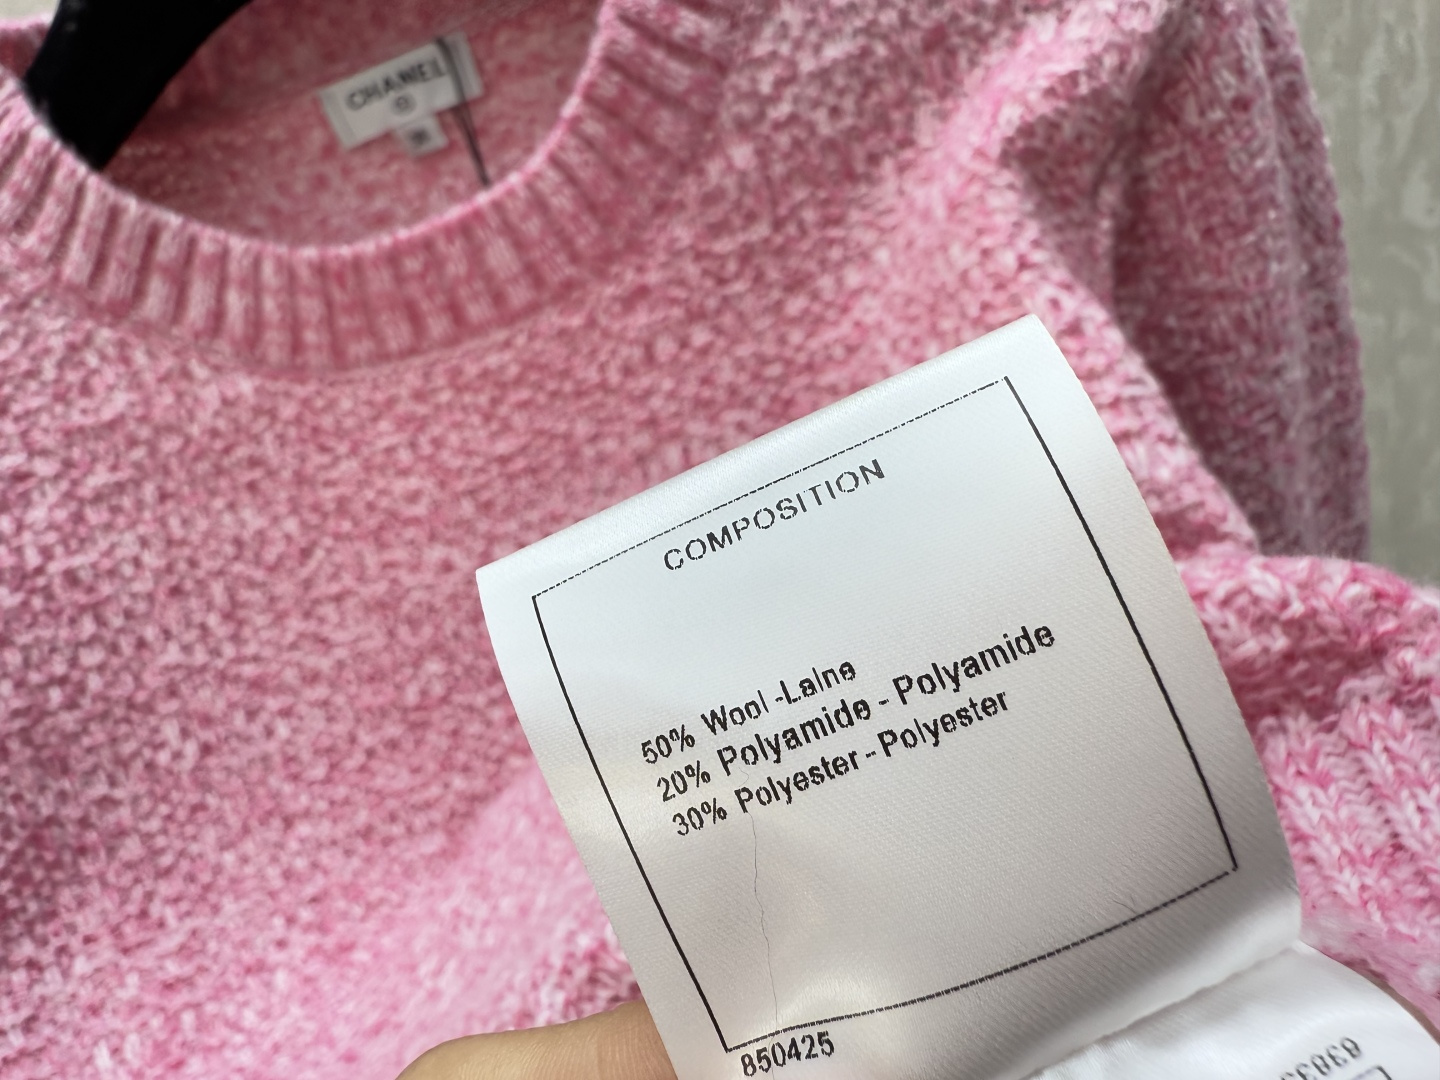 CHANEL
COMPOSITION
50% Wool -Laine
20% Polyamide - Polyamide
30% Polyester - Polyester
850425